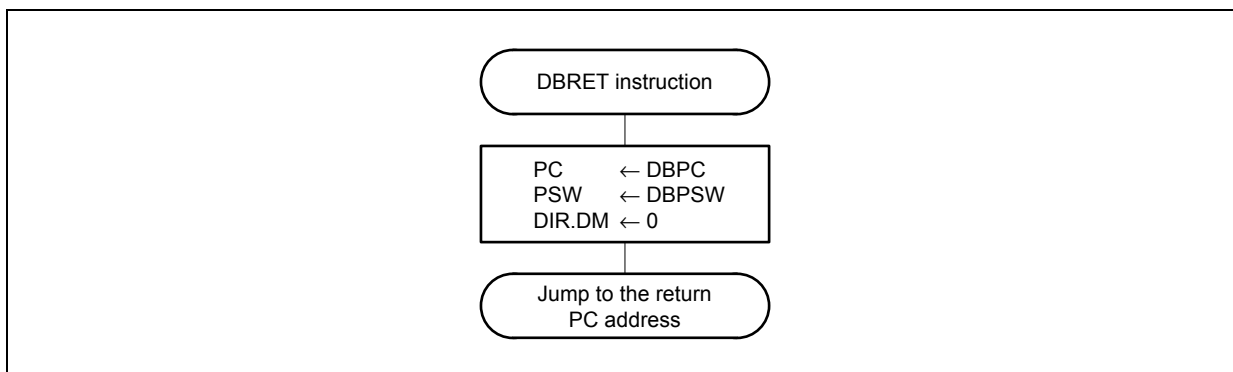 DBRET instruction
PC ← DBPC
PSW ← DBPSW
DIR.DM ← 0
Jump to the return
PC address